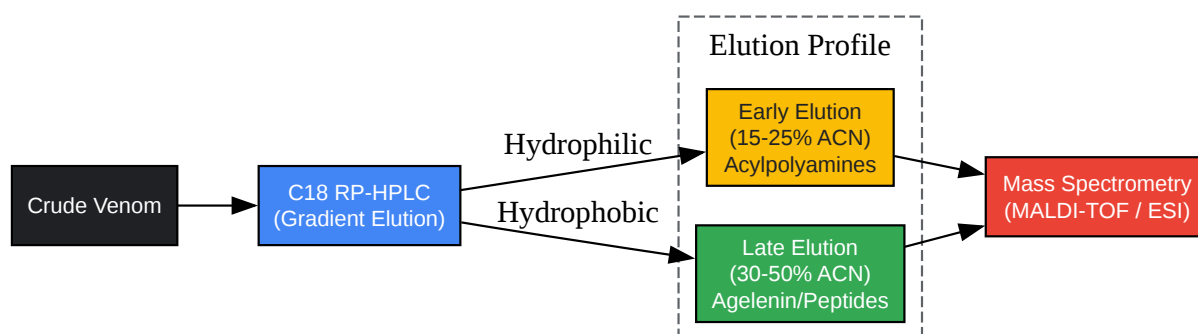 Elution Profile
Crude Venom
C18 RP-HPLC
(Gradient Elution)
Hydrophilic
Hydrophobic
Early Elution
(15-25% ACN)
Acylpolyamines
Late Elution
(30-50% ACN)
Agelenin/Peptides
Mass Spectrometry
(MALDI-TOF / ESI)